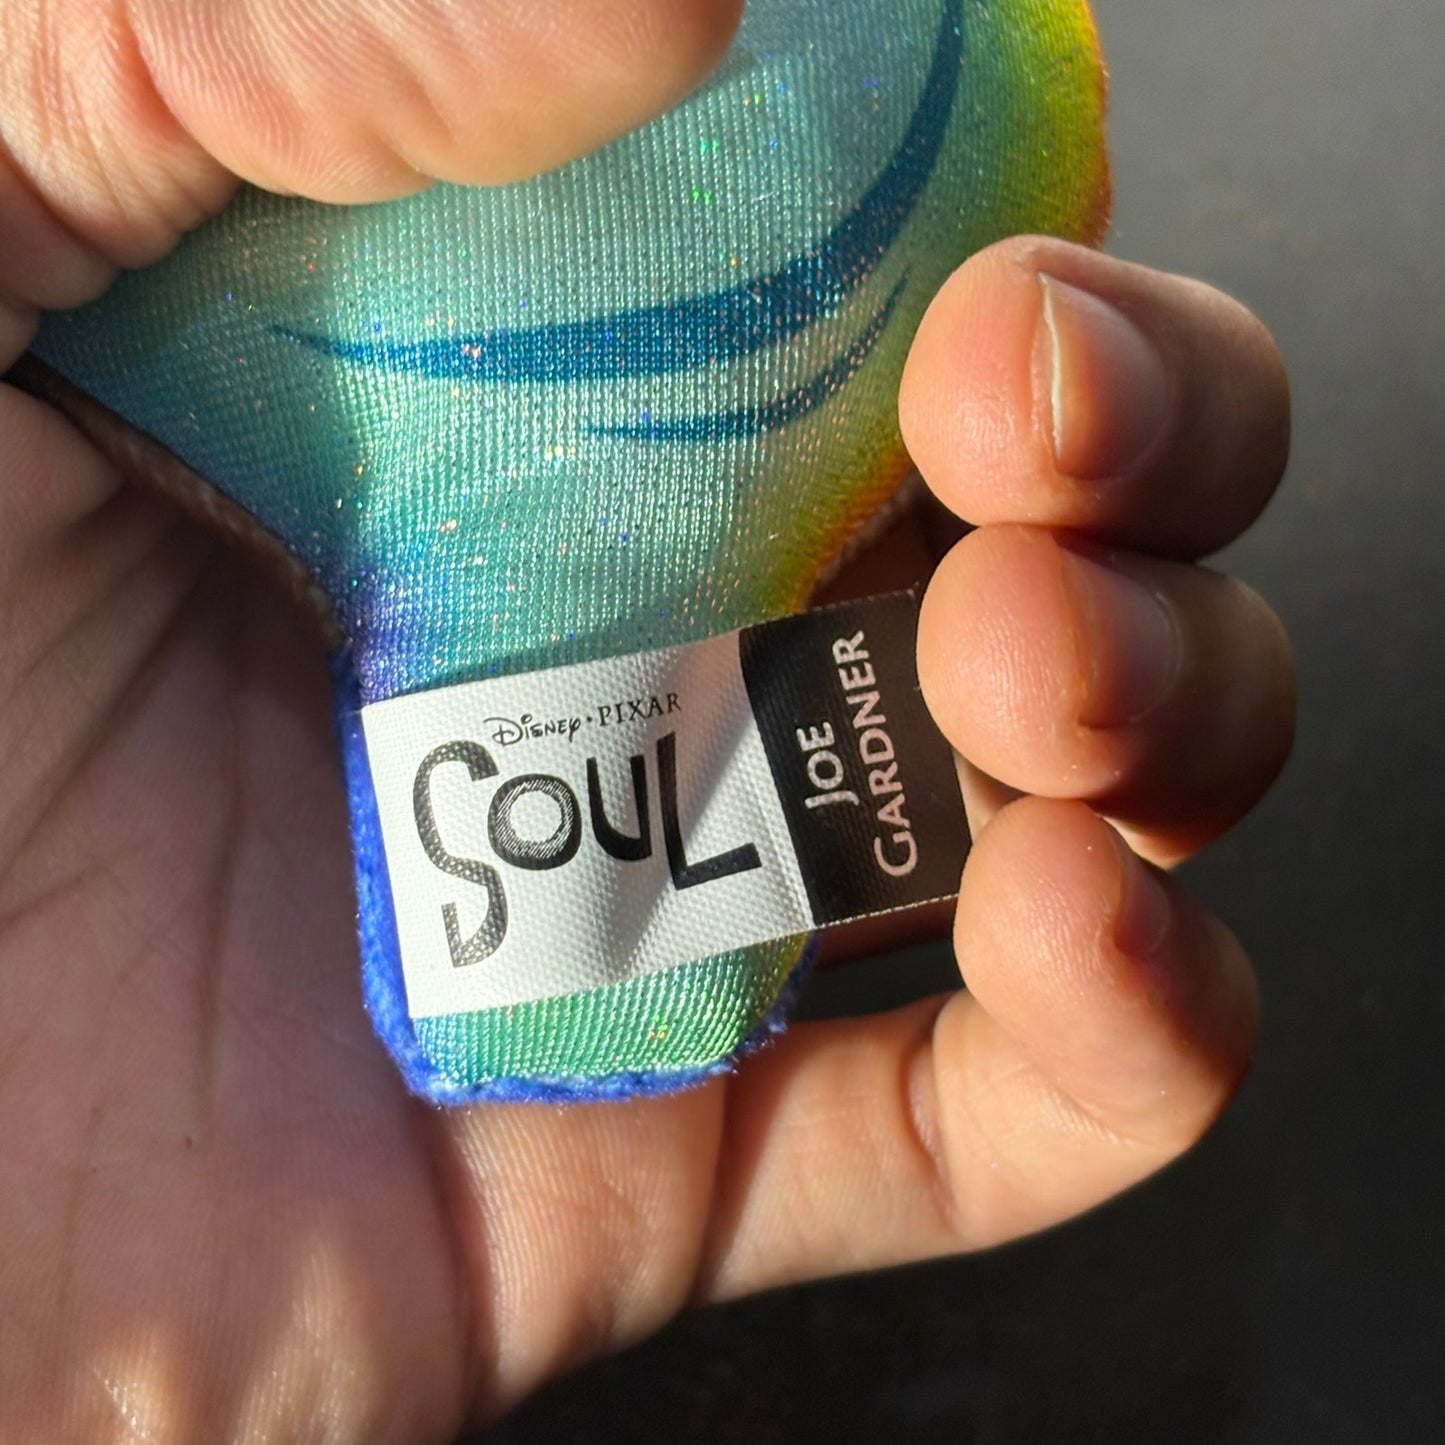 Disney · PIXAR
SOUL
JOE
GARDNER